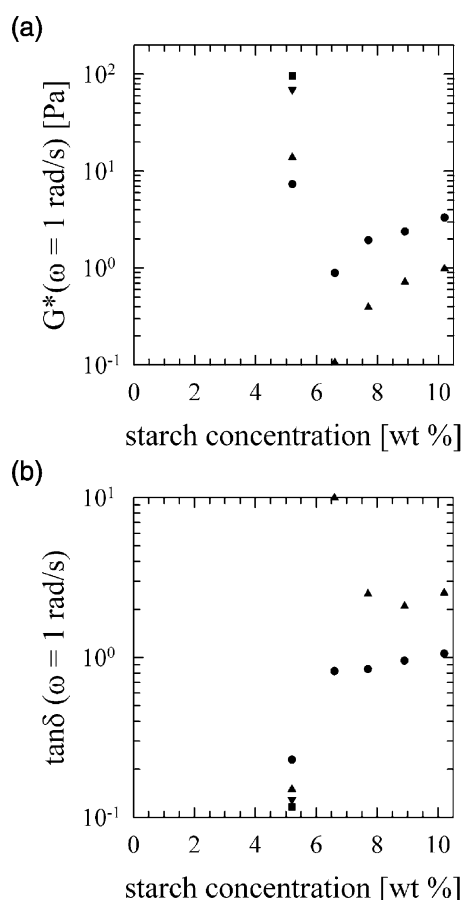 (a)
G*(ω = 1 rad/s) [Pa]
10²
10¹
10⁰
10⁻¹
0 2 4 6 8 10
starch concentration [wt %]
(b)
tanδ (ω = 1 rad/s)
10¹
10⁰
10⁻¹
0 2 4 6 8 10
starch concentration [wt %]